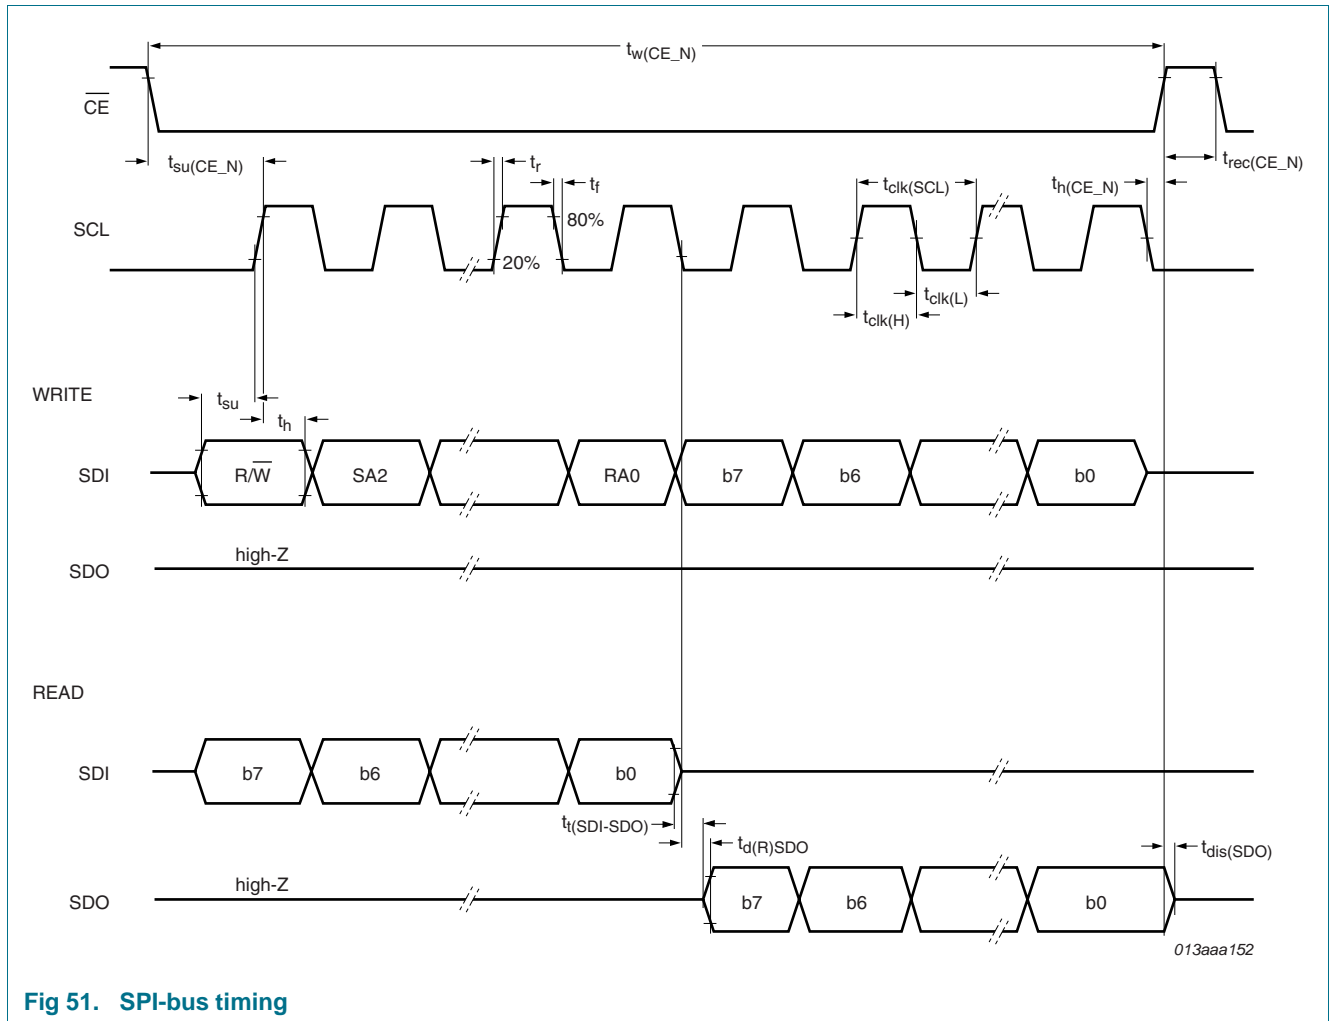 tw(CE_N)
CE
tsu(CE_N)
tr
tf
th(CE_N)
trec(CE_N)
tclk(SCL)
SCL
80%
20%
tclk(L)
tclk(H)
WRITE
tsu
th
SDI R/W SA2 RA0 b7 b6 b0
high-Z
SDO
READ
SDI b7 b6 b0
tt(SDI-SDO)
td(R)SDO
tdis(SDO)
high-Z
SDO b7 b6 b0
013aaa152
Fig 51. SPI-bus timing